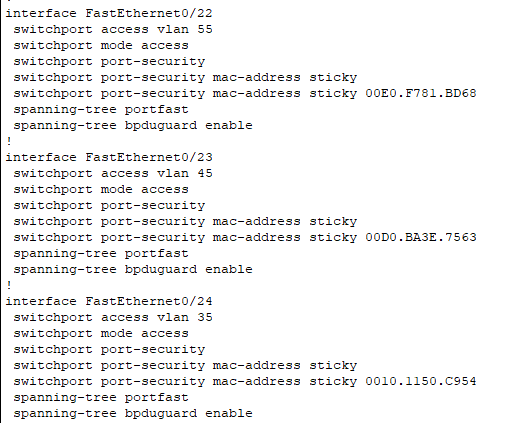 interface FastEthernet0/22
switchport access vlan 55
switchport mode access
switchport port-security
switchport port-security mac-address sticky
switchport port-security mac-address sticky 00E0.F781.BD68
spanning-tree portfast
spanning-tree bpduguard enable
!
interface FastEthernet0/23
switchport access vlan 45
switchport mode access
switchport port-security
switchport port-security mac-address sticky
switchport port-security mac-address sticky 00D0.BA3E.7563
spanning-tree portfast
spanning-tree bpduguard enable
!
interface FastEthernet0/24
switchport access vlan 35
switchport mode access
switchport port-security
switchport port-security mac-address sticky
switchport port-security mac-address sticky 0010.1150.C954
spanning-tree portfast
spanning-tree bpduguard enable